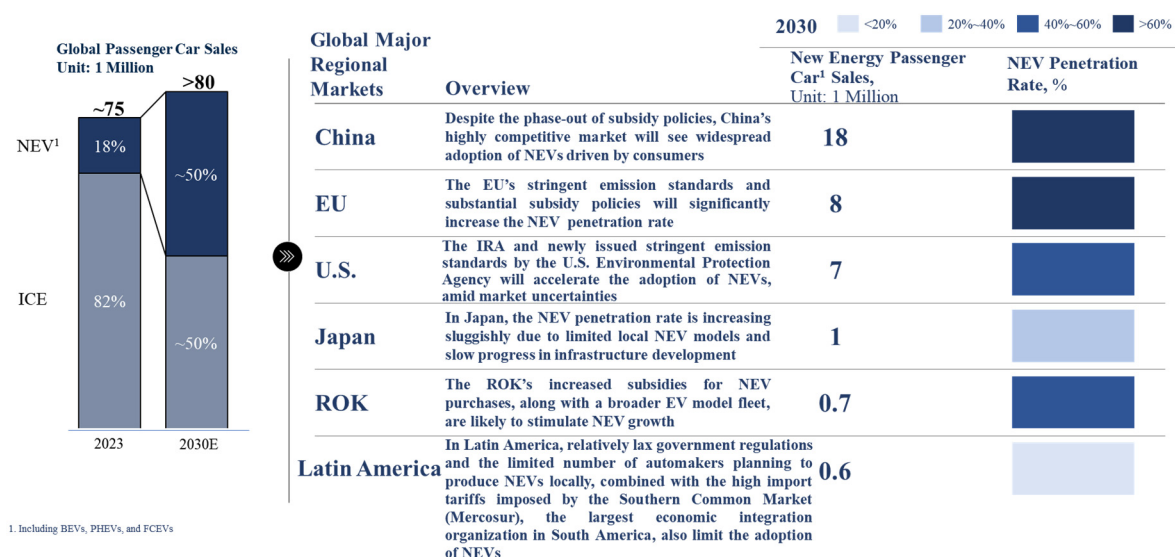 Global Passenger Car Sales
Unit: 1 Million
~75
>80
NEV¹
18%
~50%
ICE
82%
~50%
2023
2030E
1. Including BEVs, PHEVs, and FCEVs
2030
<20%
20%~40%
40%~60%
>60%
Global Major
Regional
Markets
Overview
New Energy Passenger
Car¹ Sales,
Unit: 1 Million
NEV Penetration
Rate, %
China
Despite the phase-out of subsidy policies, China's
highly competitive market will see widespread
adoption of NEVs driven by consumers
18
EU
The EU's stringent emission standards and
substantial subsidy policies will significantly
increase the NEV penetration rate
8
U.S.
The IRA and newly issued stringent emission
standards by the U.S. Environmental Protection
Agency will accelerate the adoption of NEVs,
amid market uncertainties
7
Japan
In Japan, the NEV penetration rate is increasing
sluggishly due to limited local NEV models and
slow progress in infrastructure development
1
ROK
The ROK's increased subsidies for NEV
purchases, along with a broader EV model fleet,
are likely to stimulate NEV growth
0.7
Latin America
In Latin America, relatively lax government regulations
and the limited number of automakers planning to
produce NEVs locally, combined with the high import
tariffs imposed by the Southern Common Market
(Mercosur), the largest economic integration
organization in South America, also limit the adoption
of NEVs
0.6